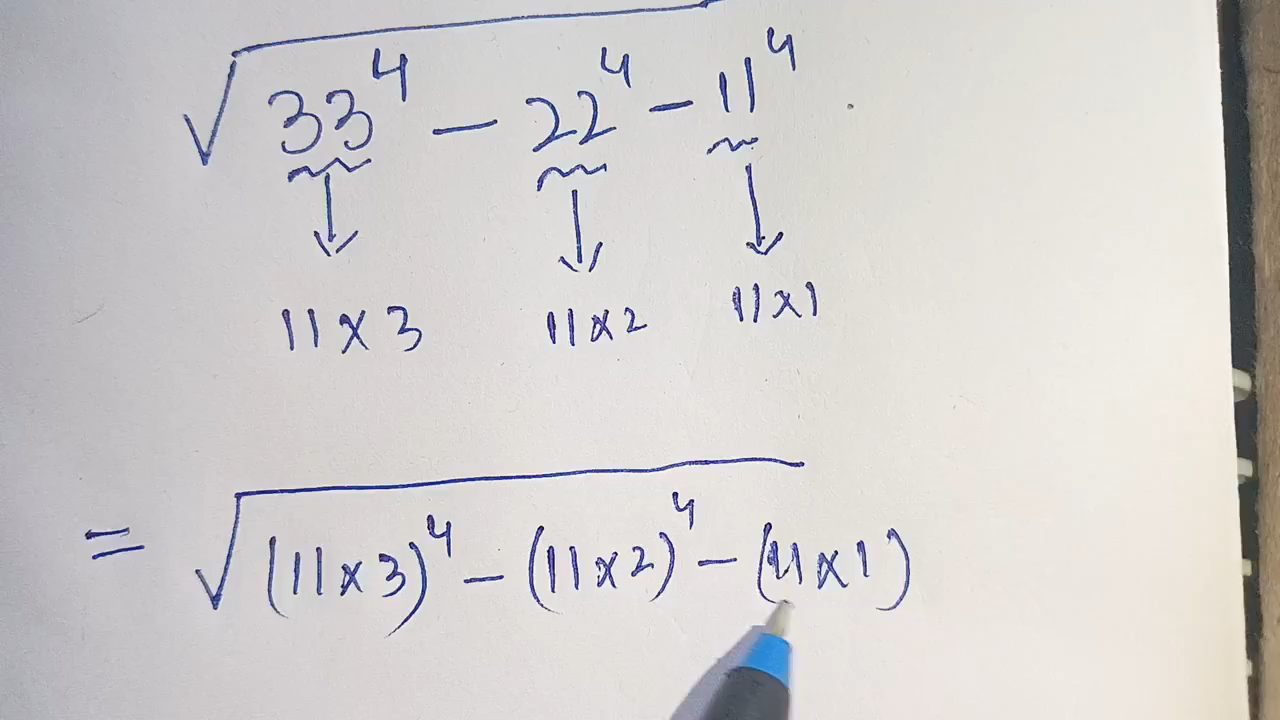 √33⁴ − 22⁴ − 11⁴
11×3 11×2 11×1
= √(11×3)⁴ − (11×2)⁴ − (11×1)